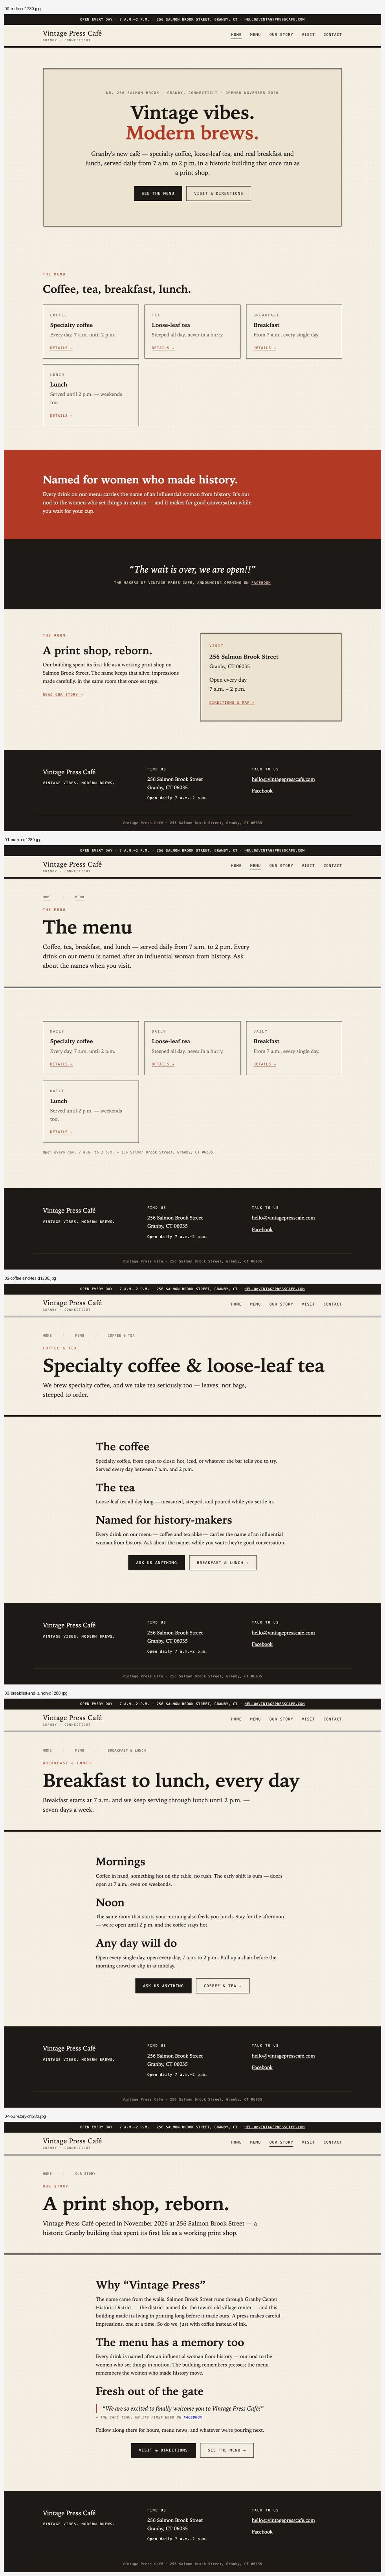 00-index-d1280.jpg
OPEN EVERY DAY · 7 A.M.–2 P.M. · 256 SALMON BROOK STREET, GRANBY, CT · HELLO@VINTAGEPRESSCAFE.COM
Vintage Press Café
GRANBY · CONNECTICUT
HOME MENU OUR STORY VISIT CONTACT
NO. 256 SALMON BROOK · GRANBY, CONNECTICUT · OPENED NOVEMBER 2026
Vintage vibes.
Modern brews.
Granby's new café — specialty coffee, loose-leaf tea, and real breakfast and
lunch, served daily from 7 a.m. to 2 p.m. in a historic building that once ran as
a print shop.
SEE THE MENU VISIT & DIRECTIONS
THE MENU
Coffee, tea, breakfast, lunch.
COFFEE
Specialty coffee
Every day, 7 a.m. until 2 p.m.
DETAILS →
TEA
Loose-leaf tea
Steeped all day, never in a hurry.
DETAILS →
BREAKFAST
Breakfast
From 7 a.m., every single day.
DETAILS →
LUNCH
Lunch
Served until 2 p.m. — weekends
too.
DETAILS →
Named for women who made history.
Every drink on our menu carries the name of an influential woman from history. It's our
nod to the women who set things in motion — and it makes for good conversation while
you wait for your cup.
“The wait is over, we are open!!”
THE MAKERS OF VINTAGE PRESS CAFÉ, ANNOUNCING OPENING ON FACEBOOK
THE ROOM
A print shop, reborn.
Our building spent its first life as a working print shop on
Salmon Brook Street. The name keeps that alive: impressions
made carefully, in the same room that once set type.
READ OUR STORY →
VISIT
256 Salmon Brook Street
Granby, CT 06035
Open every day
7 a.m. – 2 p.m.
DIRECTIONS & MAP →
Vintage Press Café
VINTAGE VIBES. MODERN BREWS.
FIND US
256 Salmon Brook Street
Granby, CT 06035
Open daily 7 a.m.–2 p.m.
TALK TO US
hello@vintagepresscafe.com
Facebook
Vintage Press Café · 256 Salmon Brook Street, Granby, CT 06035
01-menu-d1280.jpg
OPEN EVERY DAY · 7 A.M.–2 P.M. · 256 SALMON BROOK STREET, GRANBY, CT · HELLO@VINTAGEPRESSCAFE.COM
Vintage Press Café
GRANBY · CONNECTICUT
HOME MENU OUR STORY VISIT CONTACT
HOME MENU
THE MENU
The menu
Coffee, tea, breakfast, and lunch — served daily from 7 a.m. to 2 p.m. Every
drink on our menu is named after an influential woman from history. Ask
about the names when you visit.
DAILY
Specialty coffee
Every day, 7 a.m. until 2 p.m.
DETAILS →
DAILY
Loose-leaf tea
Steeped all day, never in a hurry.
DETAILS →
DAILY
Breakfast
From 7 a.m., every single day.
DETAILS →
DAILY
Lunch
Served until 2 p.m. — weekends
too.
DETAILS →
Open every day, 7 a.m. to 2 p.m. — 256 Salmon Brook Street, Granby, CT 06035.
Vintage Press Café
VINTAGE VIBES. MODERN BREWS.
FIND US
256 Salmon Brook Street
Granby, CT 06035
Open daily 7 a.m.–2 p.m.
TALK TO US
hello@vintagepresscafe.com
Facebook
Vintage Press Café · 256 Salmon Brook Street, Granby, CT 06035
02-coffee-and-tea-d1280.jpg
OPEN EVERY DAY · 7 A.M.–2 P.M. · 256 SALMON BROOK STREET, GRANBY, CT · HELLO@VINTAGEPRESSCAFE.COM
Vintage Press Café
GRANBY · CONNECTICUT
HOME MENU OUR STORY VISIT CONTACT
HOME MENU COFFEE & TEA
COFFEE & TEA
Specialty coffee & loose-leaf tea
We brew specialty coffee, and we take tea seriously too — leaves, not bags,
steeped to order.
The coffee
Specialty coffee, from open to close: hot, iced, or whatever the bar tells you to try.
Served every day between 7 a.m. and 2 p.m.
The tea
Loose-leaf tea all day long — measured, steeped, and poured while you settle in.
Named for history-makers
Every drink on our menu — coffee and tea alike — carries the name of an influential
woman from history. Ask about the names while you wait; they're good conversation.
ASK US ANYTHING BREAKFAST & LUNCH →
Vintage Press Café
VINTAGE VIBES. MODERN BREWS.
FIND US
256 Salmon Brook Street
Granby, CT 06035
Open daily 7 a.m.–2 p.m.
TALK TO US
hello@vintagepresscafe.com
Facebook
Vintage Press Café · 256 Salmon Brook Street, Granby, CT 06035
03-breakfast-and-lunch-d1280.jpg
OPEN EVERY DAY · 7 A.M.–2 P.M. · 256 SALMON BROOK STREET, GRANBY, CT · HELLO@VINTAGEPRESSCAFE.COM
Vintage Press Café
GRANBY · CONNECTICUT
HOME MENU OUR STORY VISIT CONTACT
HOME MENU BREAKFAST & LUNCH
BREAKFAST & LUNCH
Breakfast to lunch, every day
Breakfast starts at 7 a.m. and we keep serving through lunch until 2 p.m. —
seven days a week.
Mornings
Coffee in hand, something hot on the table, no rush. The early shift is ours — doors
open at 7 a.m., even on weekends.
Noon
The same room that starts your morning also feeds you lunch. Stay for the afternoon
— we're open until 2 p.m. and the coffee stays hot.
Any day will do
Open every single day, open every day, 7 a.m. to 2 p.m.. Pull up a chair before the
morning crowd or slip in at midday.
ASK US ANYTHING COFFEE & TEA →
Vintage Press Café
VINTAGE VIBES. MODERN BREWS.
FIND US
256 Salmon Brook Street
Granby, CT 06035
Open daily 7 a.m.–2 p.m.
TALK TO US
hello@vintagepresscafe.com
Facebook
Vintage Press Café · 256 Salmon Brook Street, Granby, CT 06035
04-our-story-d1280.jpg
OPEN EVERY DAY · 7 A.M.–2 P.M. · 256 SALMON BROOK STREET, GRANBY, CT · HELLO@VINTAGEPRESSCAFE.COM
Vintage Press Café
GRANBY · CONNECTICUT
HOME MENU OUR STORY VISIT CONTACT
HOME OUR STORY
OUR STORY
A print shop, reborn.
Vintage Press Café opened in November 2026 at 256 Salmon Brook Street — a
historic Granby building that spent its first life as a working print shop.
Why “Vintage Press”
The name came from the walls. Salmon Brook Street runs through Granby Center
Historic District — the district named for the town's old village center — and this
building made its living in printing long before it made ours. A press makes careful
impressions, one at a time. So do we, just with coffee instead of ink.
The menu has a memory too
Every drink is named after an influential woman from history — our nod to the
women who set things in motion. The building remembers presses; the menu
remembers the women who made history move.
Fresh out of the gate
“We are so excited to finally welcome you to Vintage Press Café!”
— THE CAFÉ TEAM, ON ITS FIRST WEEK ON FACEBOOK
Follow along there for hours, menu news, and whatever we're pouring next.
VISIT & DIRECTIONS SEE THE MENU →
Vintage Press Café
VINTAGE VIBES. MODERN BREWS.
FIND US
256 Salmon Brook Street
Granby, CT 06035
Open daily 7 a.m.–2 p.m.
TALK TO US
hello@vintagepresscafe.com
Facebook
Vintage Press Café · 256 Salmon Brook Street, Granby, CT 06035